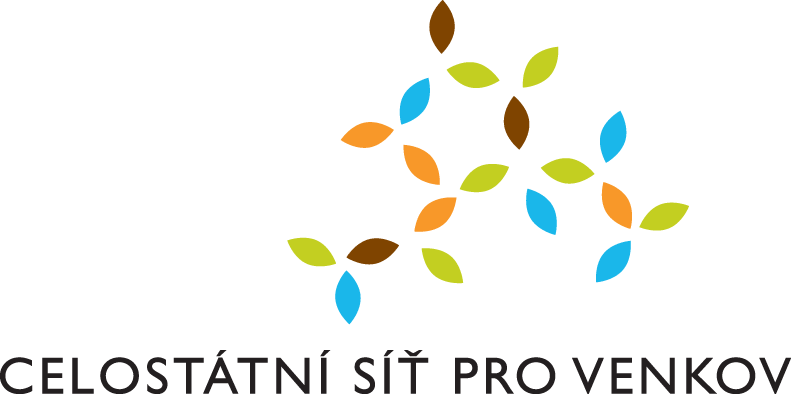 CELOSTÁTNÍ SÍŤ PRO VENKOV